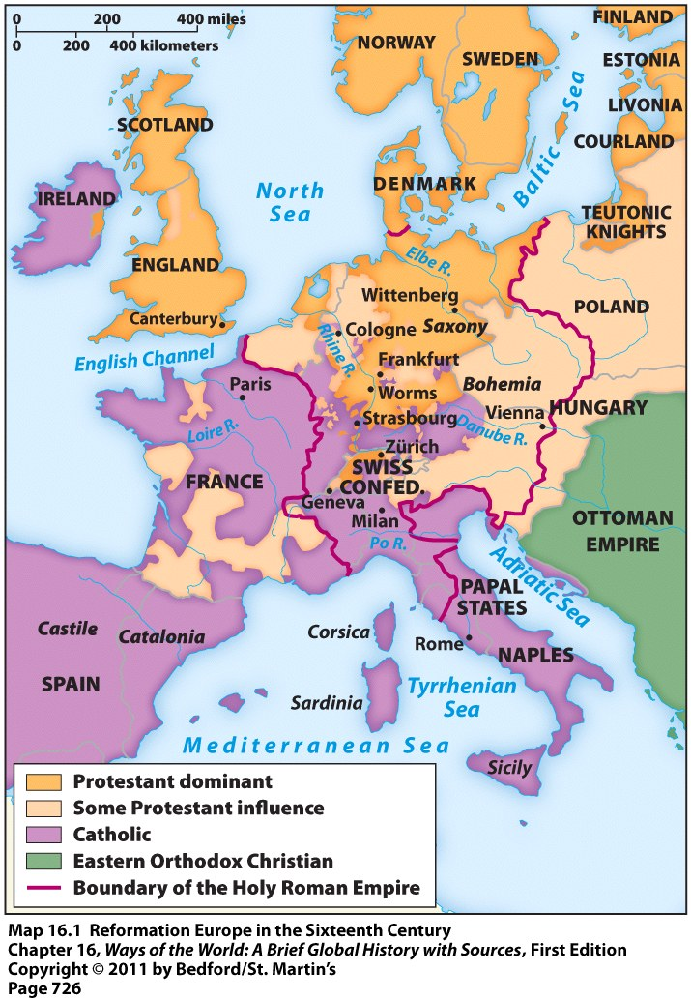 0 200 400 miles
0 200 400 kilometers
NORWAY
SWEDEN
FINLAND
ESTONIA
LIVONIA
COURLAND
Baltic Sea
TEUTONIC
KNIGHTS
SCOTLAND
IRELAND
North
Sea
DENMARK
ENGLAND
Canterbury
English Channel
Elbe R.
Wittenberg
Saxony
POLAND
Cologne
Rhine R.
Frankfurt
Worms
Bohemia
Paris
Strasbourg
Vienna
HUNGARY
Danube R.
Loire R.
Zürich
SWISS
CONFED.
FRANCE
Geneva
Milan
Po R.
OTTOMAN
EMPIRE
Adriatic Sea
PAPAL
STATES
Castile
Catalonia
Corsica
Rome
NAPLES
SPAIN
Sardinia
Tyrrhenian
Sea
Mediterranean Sea
Sicily
Protestant dominant
Some Protestant influence
Catholic
Eastern Orthodox Christian
Boundary of the Holy Roman Empire
Map 16.1 Reformation Europe in the Sixteenth Century
Chapter 16, Ways of the World: A Brief Global History with Sources, First Edition
Copyright © 2011 by Bedford/St. Martin's
Page 726